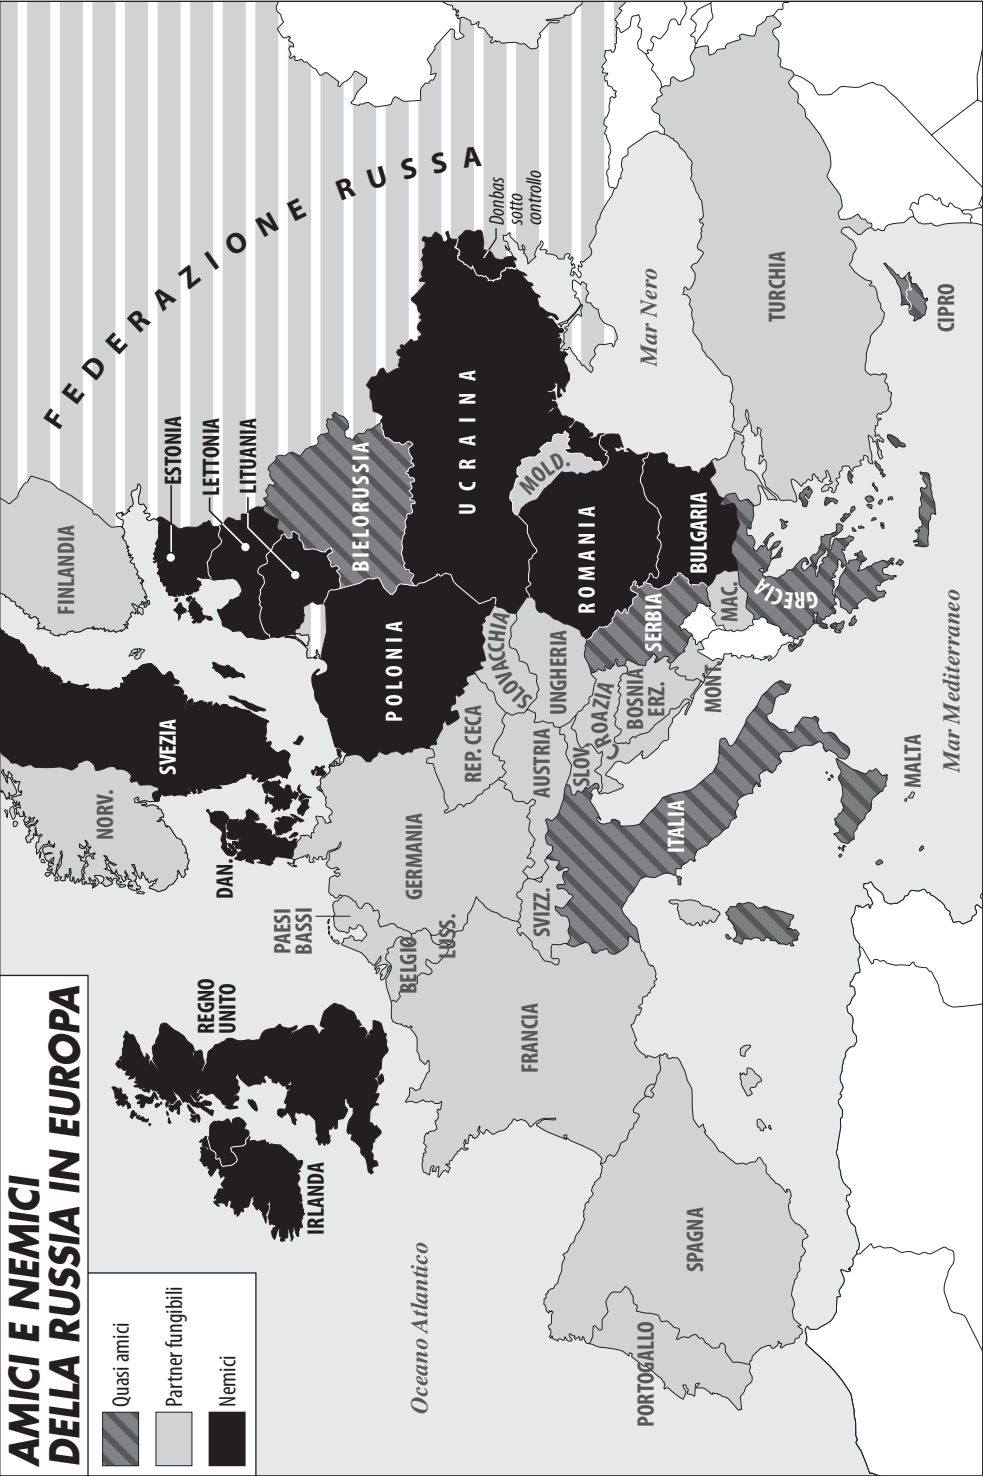 AMICI E NEMICI
DELLA RUSSIA IN EUROPA
Quasi amici
Partner fungibili
Nemici
FEDERAZIONE RUSSA
NORV.
SVEZIA
FINLANDIA
ESTONIA
LETTONIA
LITUANIA
DAN.
REGNO
UNITO
IRLANDA
PAESI
BASSI
BELGIO
LUSS.
GERMANIA
POLONIA
BIELORUSSIA
UCRAINA
Donbas
sotto
controllo
REP. CECA
SLOVACCHIA
MOLD.
Oceano Atlantico
FRANCIA
SVIZZ.
AUSTRIA
UNGHERIA
ROMANIA
SLOV.
CROAZIA
BOSNIA
ERZ.
SERBIA
BULGARIA
Mar Nero
PORTOGALLO
SPAGNA
ITALIA
MONT.
MAC.
GRECIA
TURCHIA
MALTA
CIPRO
Mar Mediterraneo